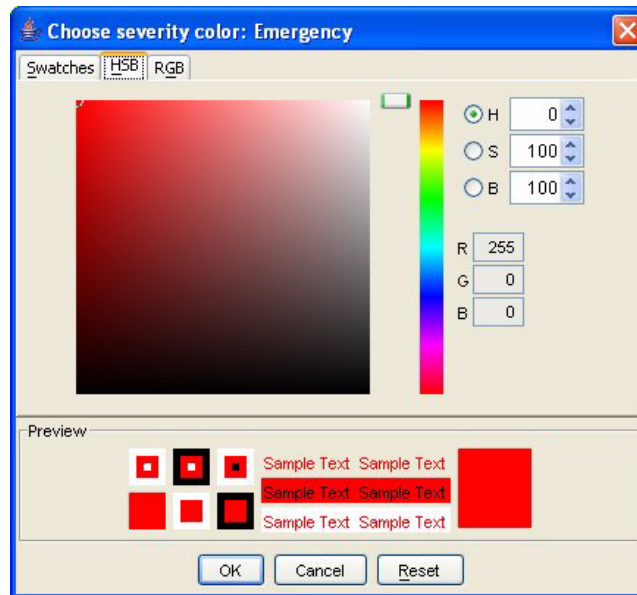 Choose severity color: Emergency
Swatches HSB RGB
H 0
S 100
B 100
R 255
G 0
B 0
Preview
Sample Text Sample Text
Sample Text Sample Text
Sample Text Sample Text
OK Cancel Reset